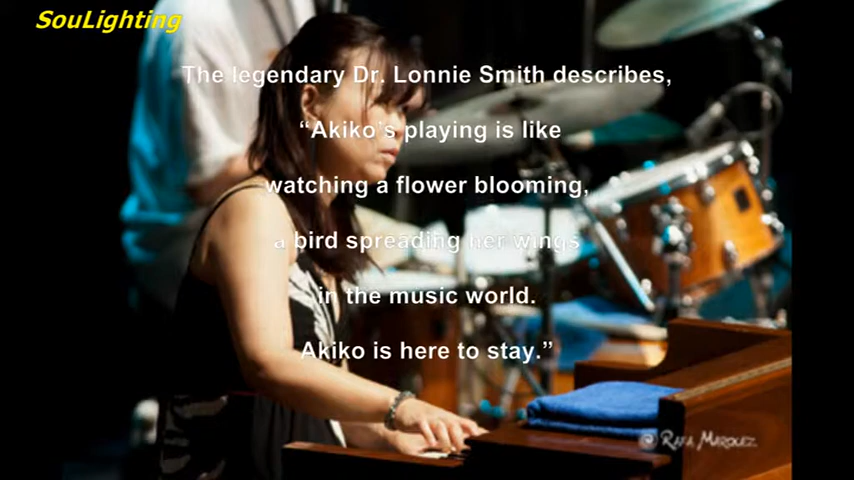 SouLighting
The legendary Dr. Lonnie Smith describes,
“Akiko’s playing is like
watching a flower blooming,
a bird spreading her wings
in the music world.
Akiko is here to stay.”
@ Rafa Marquez